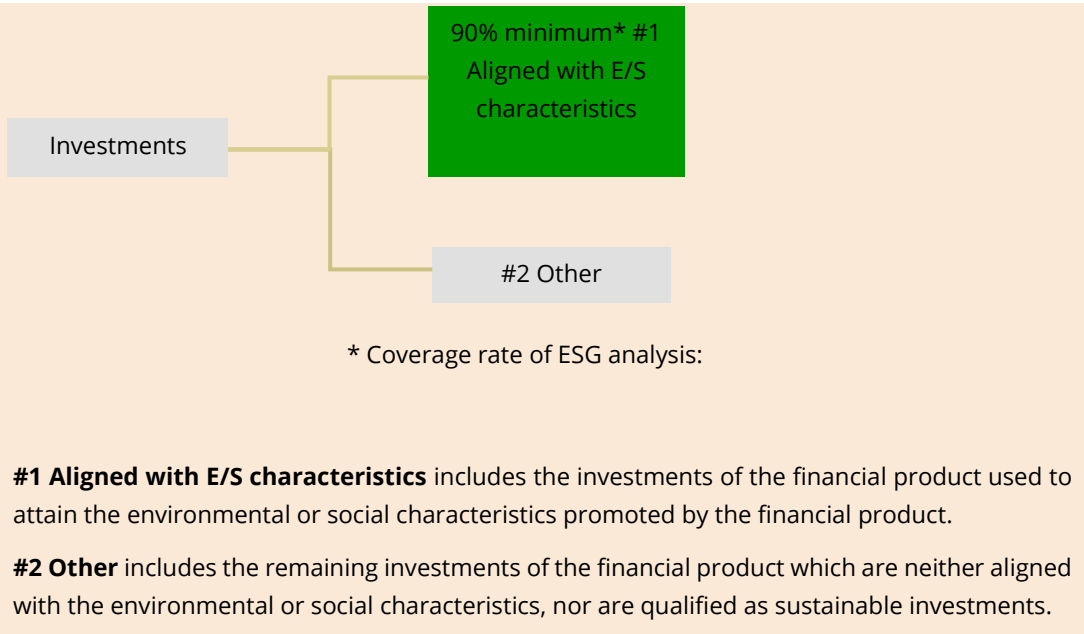 90% minimum* #1
Aligned with E/S
characteristics
Investments
#2 Other
* Coverage rate of ESG analysis:
#1 Aligned with E/S characteristics includes the investments of the financial product used to
attain the environmental or social characteristics promoted by the financial product.
#2 Other includes the remaining investments of the financial product which are neither aligned
with the environmental or social characteristics, nor are qualified as sustainable investments.